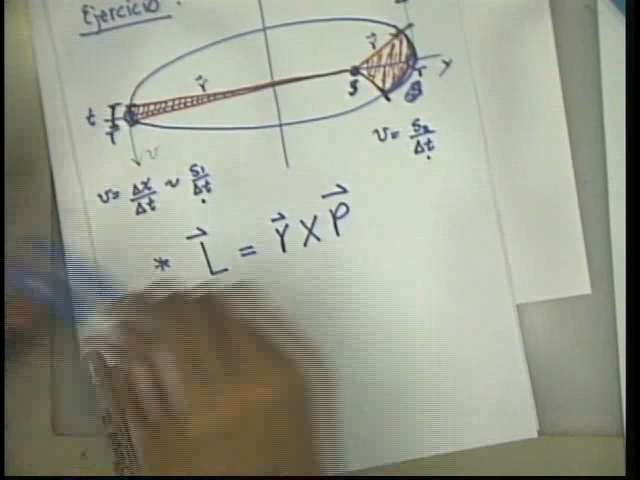 Ejercicio:
r
r
S
t
v
v = S₂/Δt
v = Δx/Δt ~ S₁/Δt
* L⃗ = r⃗ X p⃗